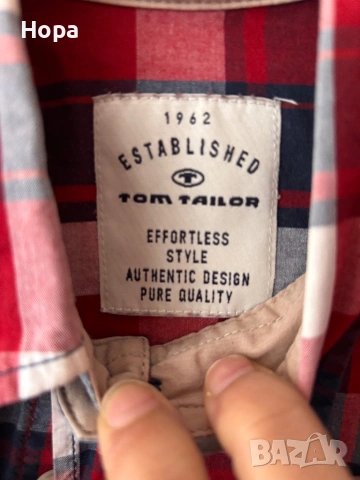 Нора
1962
ESTABLISHED
TOM TAILOR
EFFORTLESS
STYLE
AUTHENTIC DESIGN
PURE QUALITY
BAZAR